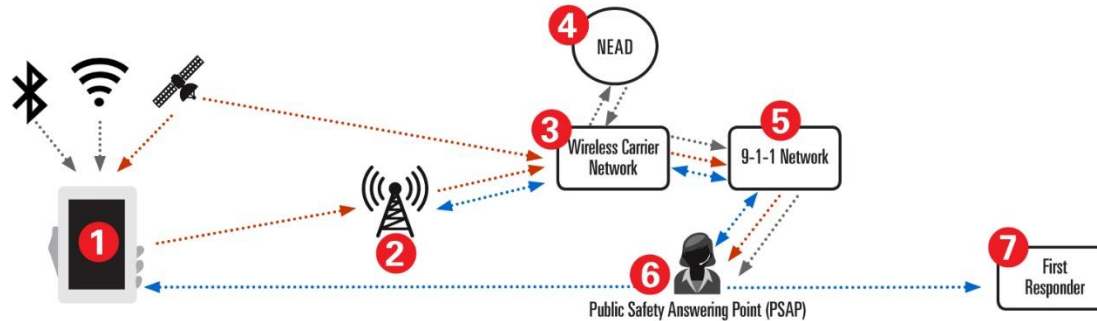 4
NEAD
3
Wireless Carrier
Network
5
9-1-1 Network
1
2
6
Public Safety Answering Point (PSAP)
7
First
Responder